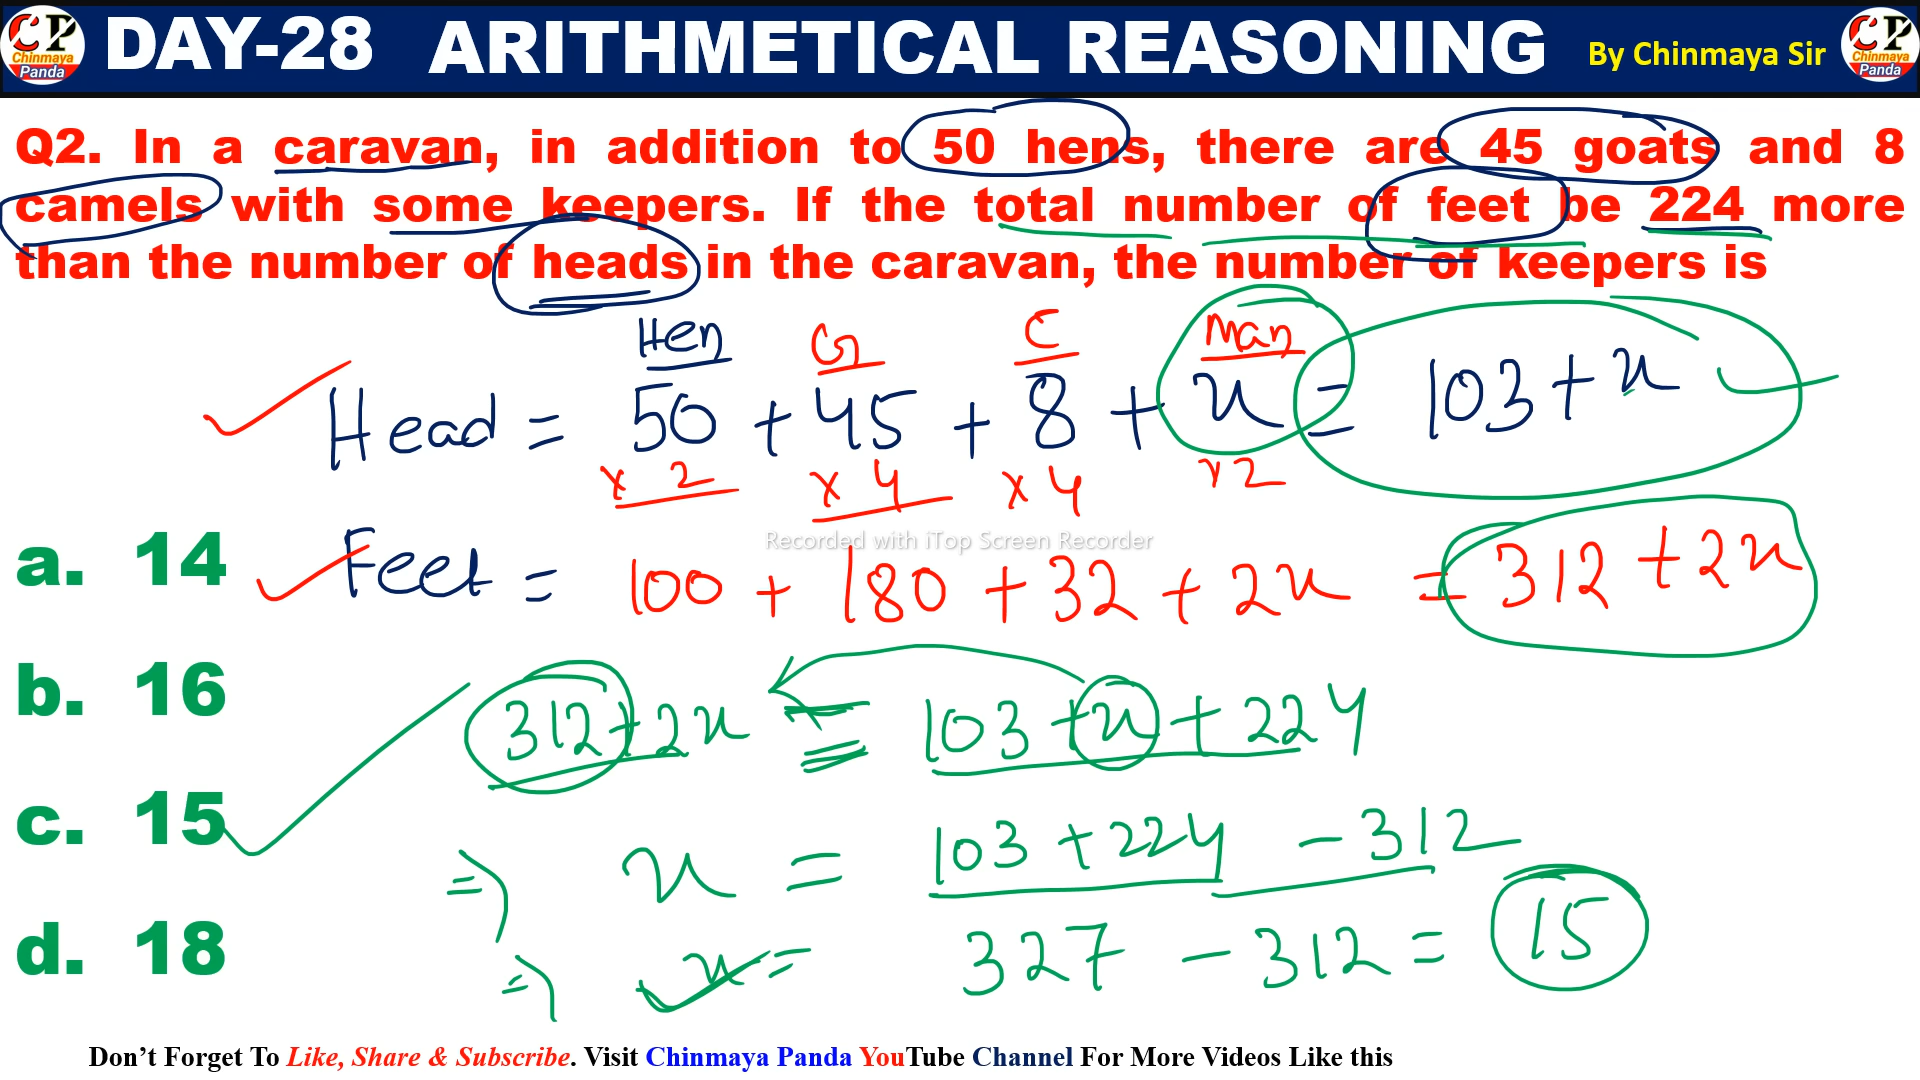 CP Chinmaya Panda DAY-28 ARITHMETICAL REASONING By Chinmaya Sir CP Chinmaya Panda
Q2. In a caravan, in addition to 50 hens, there are 45 goats and 8
camels with some keepers. If the total number of feet be 224 more
than the number of heads in the caravan, the number of keepers is
Hen G C Man
Head = 50 + 45 + 8 + x = 103 + x
x 2 x 4 x 4 x 2
Recorded with iTop Screen Recorder
a. 14
Feet = 100 + 180 + 32 + 2x = 312 + 2x
b. 16
312 + 2x = 103 + x + 224
c. 15
=> x = 103 + 224 - 312
d. 18
=> x = 327 - 312 = 15
Don't Forget To Like, Share & Subscribe. Visit Chinmaya Panda YouTube Channel For More Videos Like this